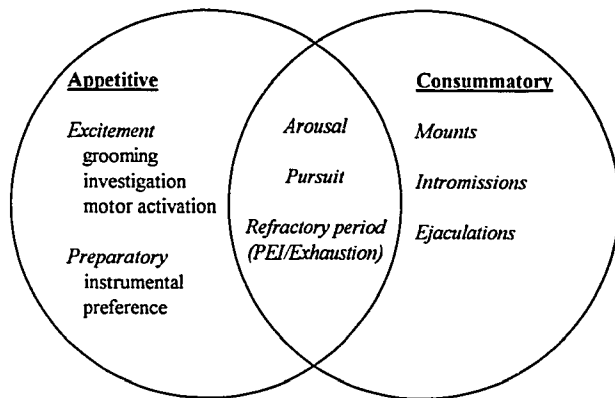 Appetitive
Excitement
grooming
investigation
motor activation
Preparatory
instrumental
preference
Arousal
Pursuit
Refractory period
(PEI/Exhaustion)
Consummatory
Mounts
Intromissions
Ejaculations